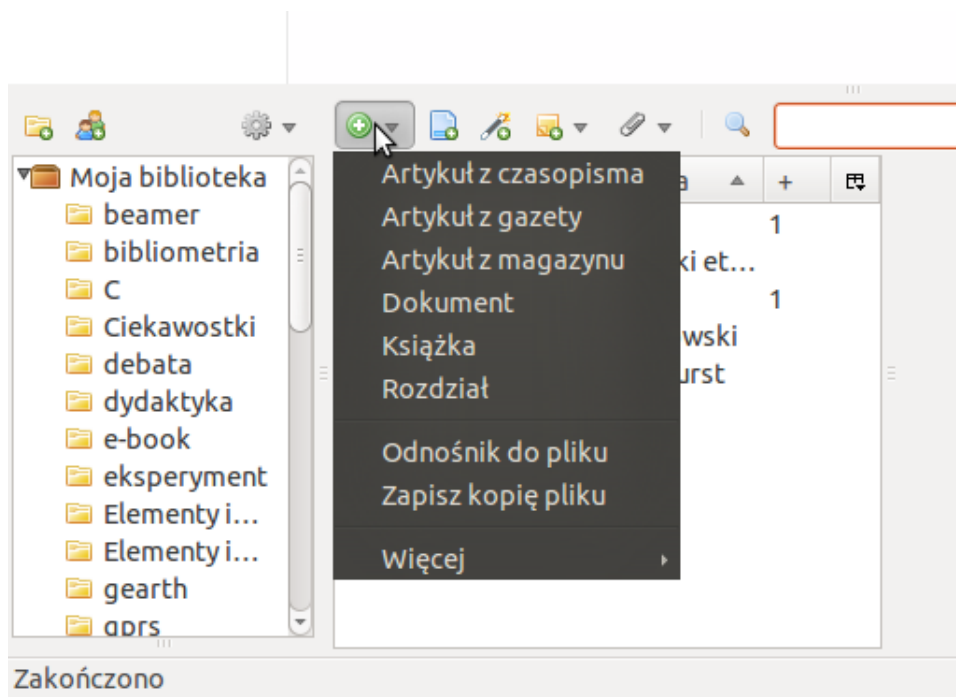 Moja biblioteka
beamer
bibliometria
C
Ciekawostki
debata
dydaktyka
e-book
eksperyment
Elementy i...
Elementy i...
gearth
gprs
Artykuł z czasopisma
Artykuł z gazety
Artykuł z magazynu
Dokument
Książka
Rozdział
Odnośnik do pliku
Zapisz kopię pliku
Więcej
a +
1
ki et...
1
wski
urst
Zakończono